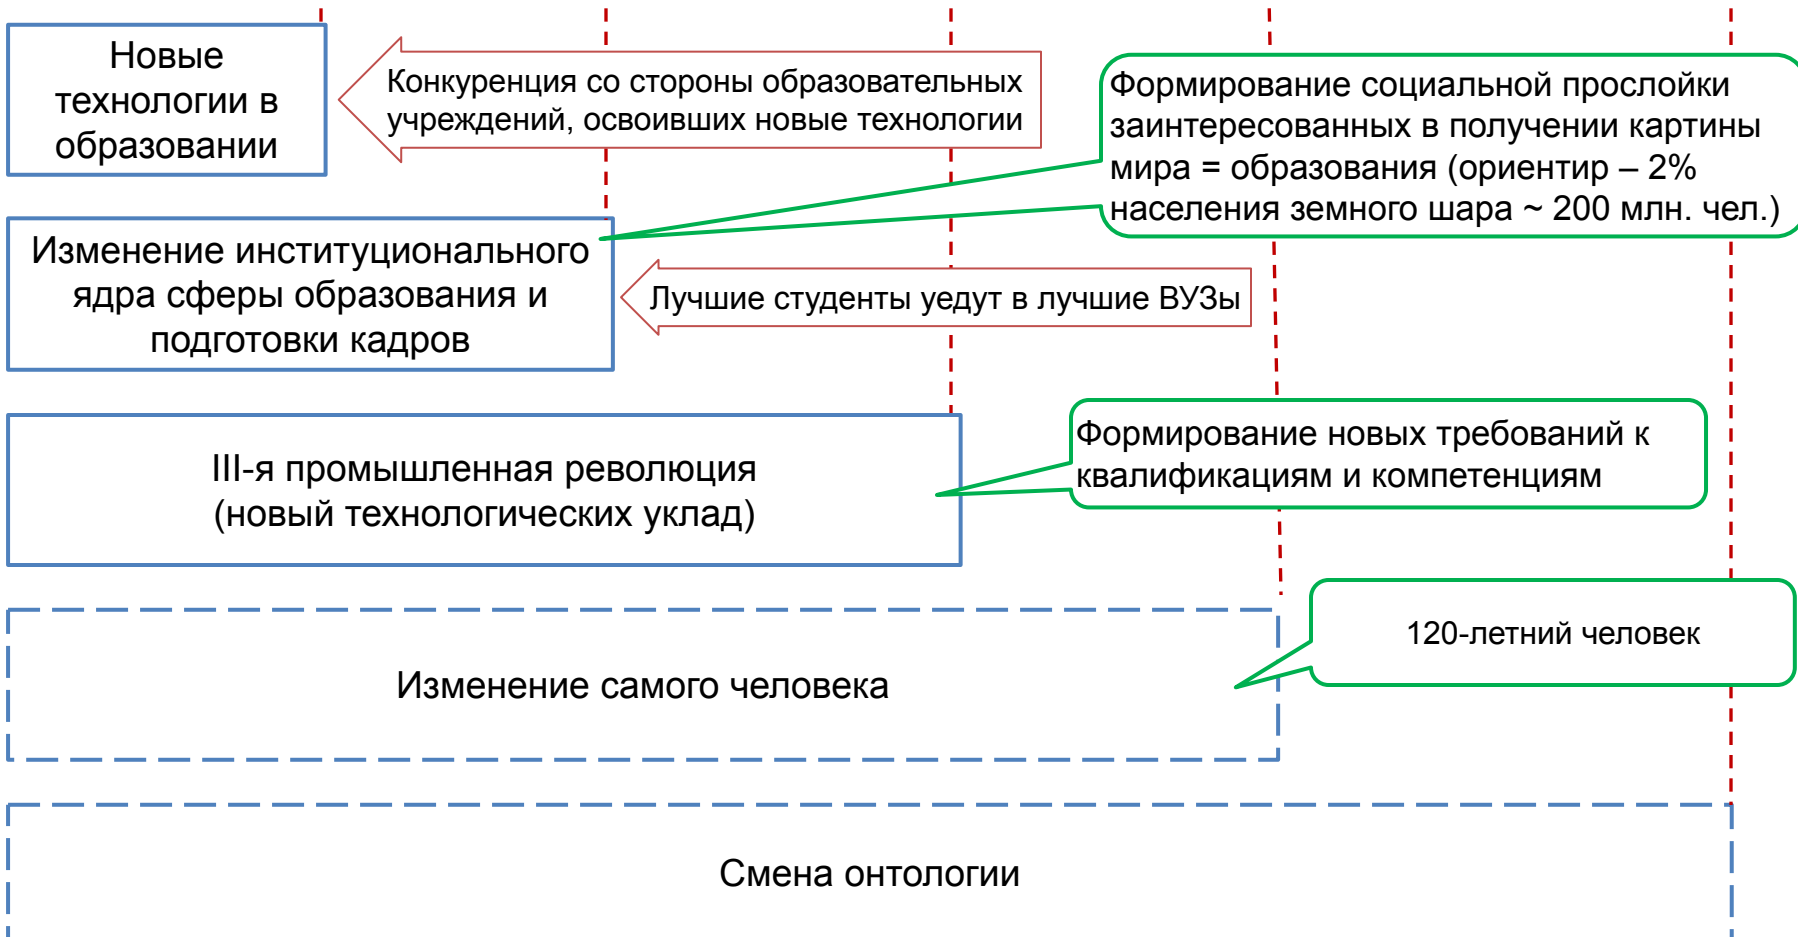 Новые
технологии в
образовании
Конкуренция со стороны образовательных
учреждений, освоивших новые технологии
Формирование социальной прослойки
заинтересованных в получении картины
мира = образования (ориентир – 2%
населения земного шара ~ 200 млн. чел.)
Изменение институционального
ядра сферы образования и
подготовки кадров
Лучшие студенты уедут в лучшие ВУЗы
III-я промышленная революция
(новый технологических уклад)
Формирование новых требований к
квалификациям и компетенциям
120-летний человек
Изменение самого человека
Смена онтологии